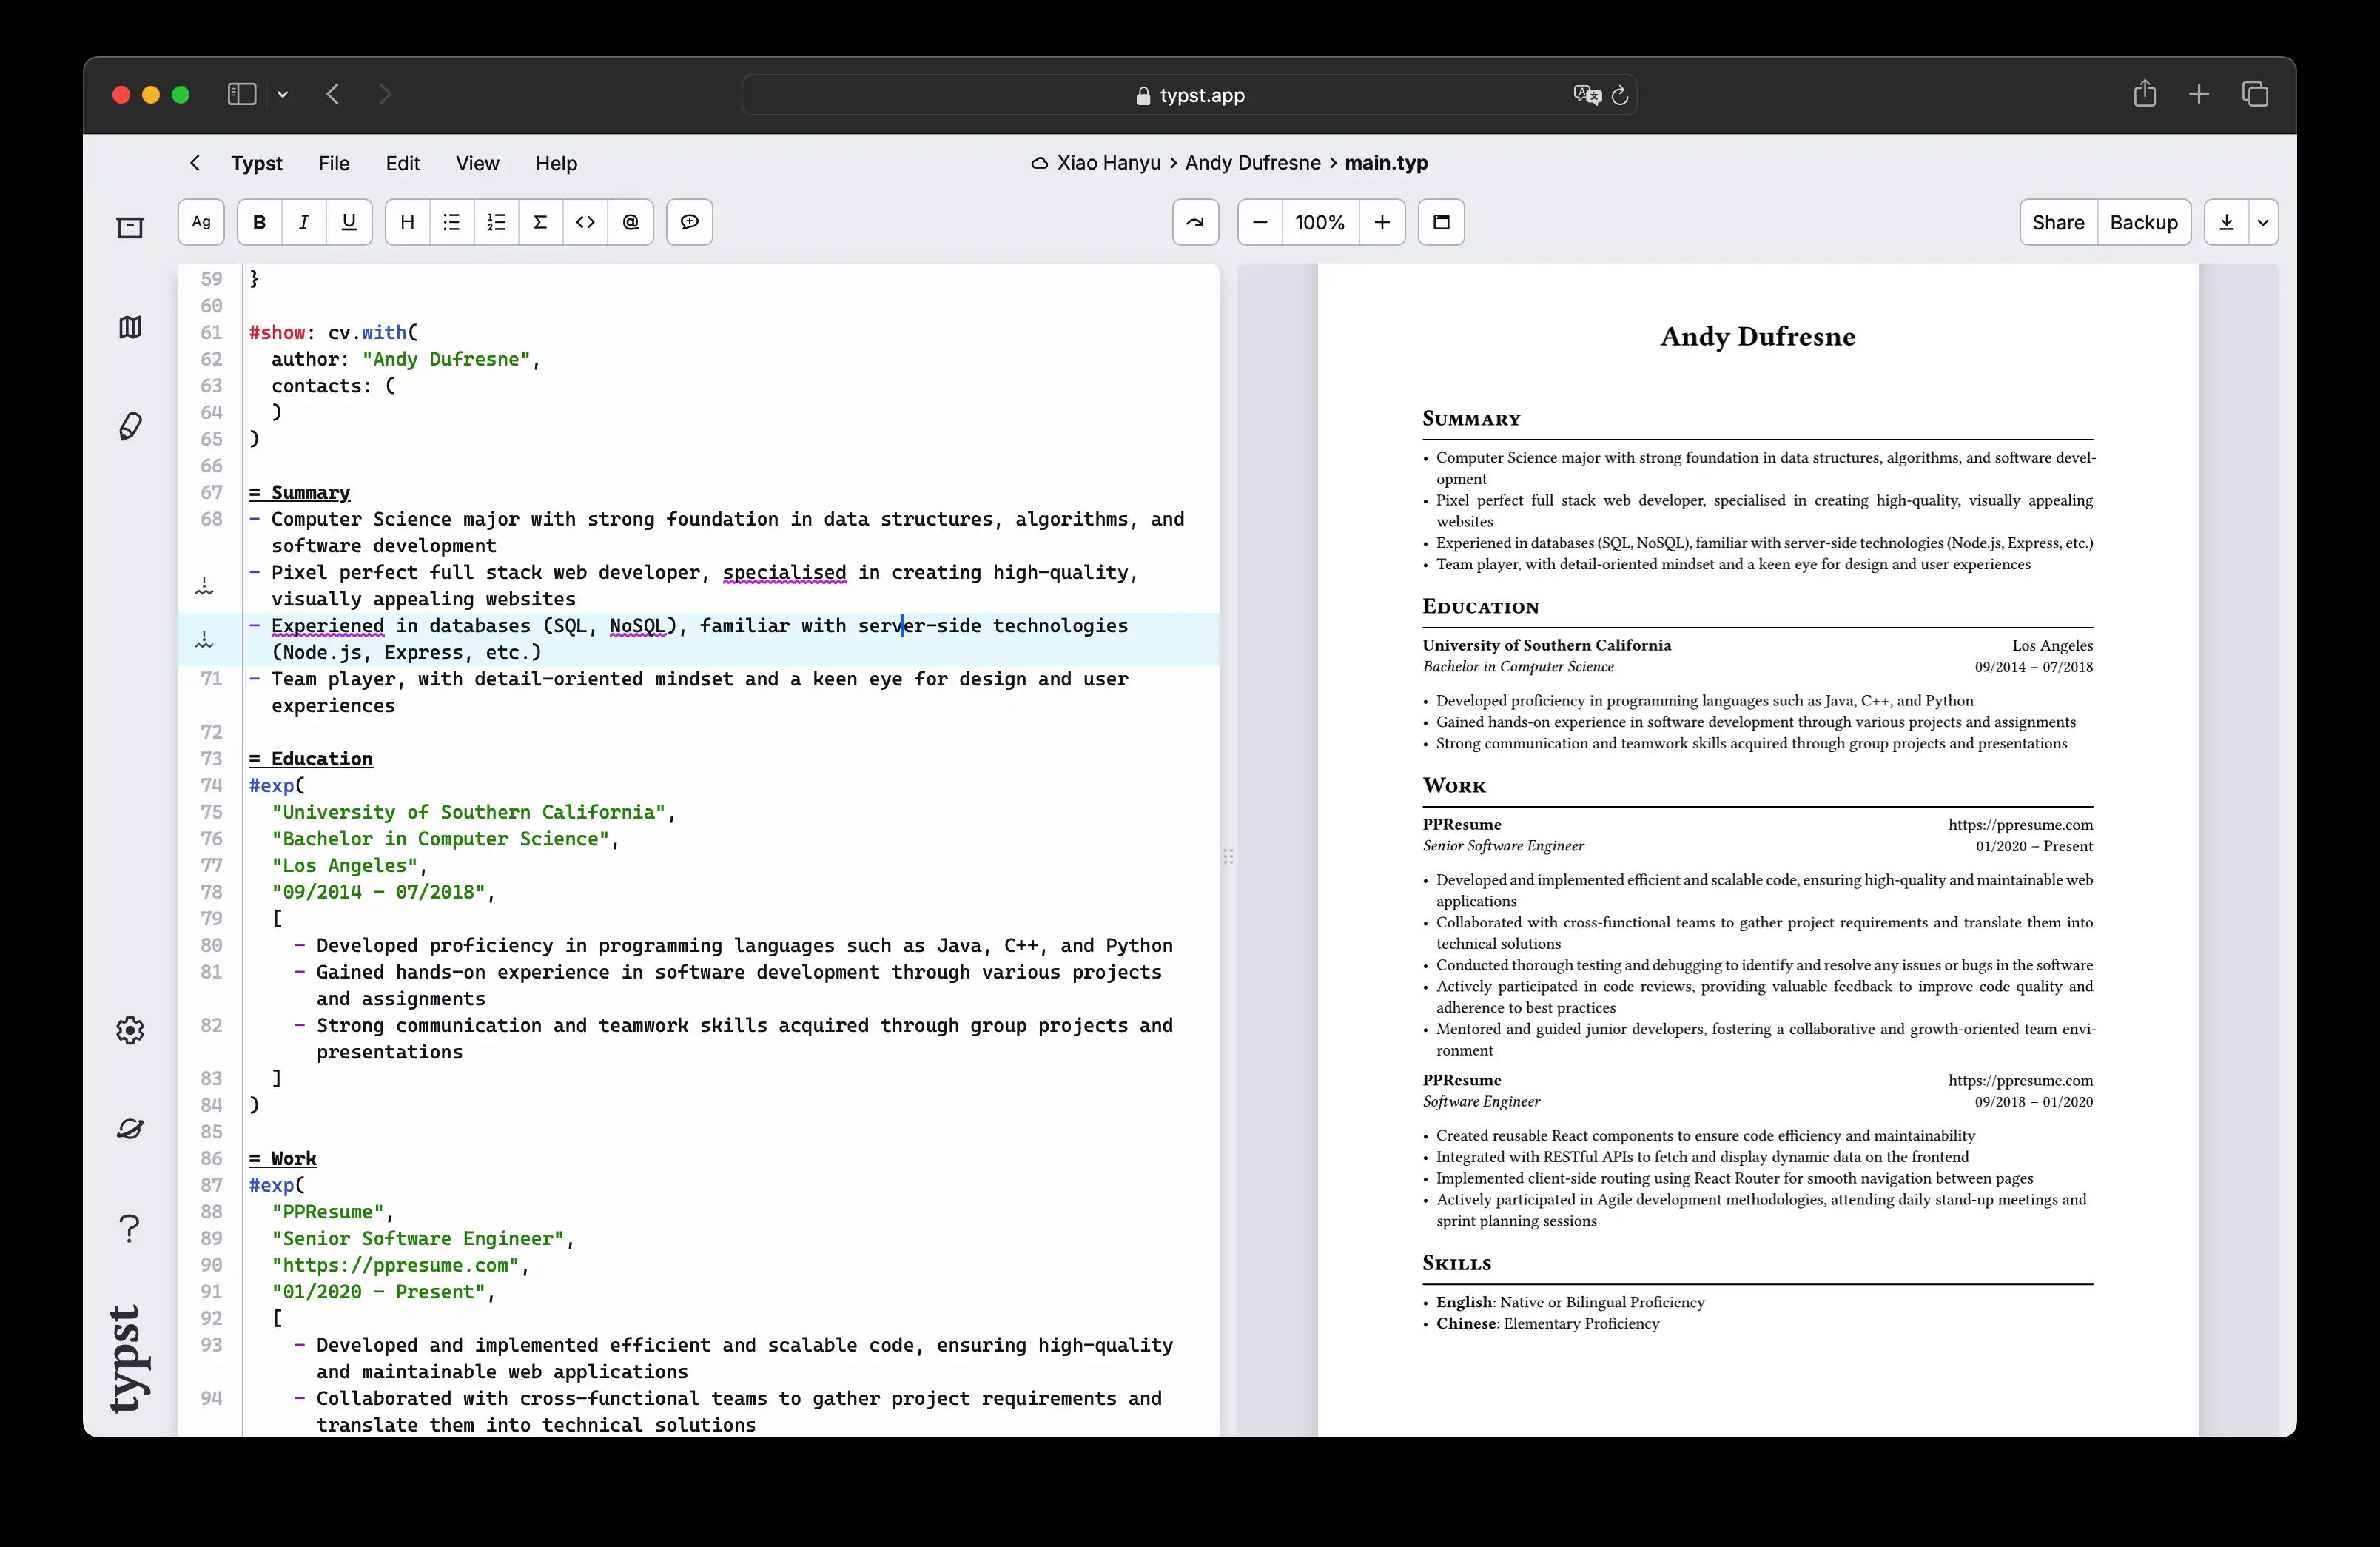 typst.app
Typst File Edit View Help
Xiao Hanyu > Andy Dufresne > main.typ
Ag B I U H Σ <> @
100%
Share Backup
typst
59 }
60
61 #show: cv.with(
62 author: "Andy Dufresne",
63 contacts: (
64 )
65 )
66
67 = Summary
68 - Computer Science major with strong foundation in data structures, algorithms, and
software development
- Pixel perfect full stack web developer, specialised in creating high-quality,
visually appealing websites
- Experiened in databases (SQL, NoSQL), familiar with server-side technologies
(Node.js, Express, etc.)
71 - Team player, with detail-oriented mindset and a keen eye for design and user
experiences
72
73 = Education
74 #exp(
75 "University of Southern California",
76 "Bachelor in Computer Science",
77 "Los Angeles",
78 "09/2014 - 07/2018",
79 [
80 - Developed proficiency in programming languages such as Java, C++, and Python
81 - Gained hands-on experience in software development through various projects
and assignments
82 - Strong communication and teamwork skills acquired through group projects and
presentations
83 ]
84 )
85
86 = Work
87 #exp(
88 "PPResume",
89 "Senior Software Engineer",
90 "https://ppresume.com",
91 "01/2020 - Present",
92 [
93 - Developed and implemented efficient and scalable code, ensuring high-quality
and maintainable web applications
94 - Collaborated with cross-functional teams to gather project requirements and
translate them into technical solutions
Andy Dufresne
Summary
• Computer Science major with strong foundation in data structures, algorithms, and software devel-
opment
• Pixel perfect full stack web developer, specialised in creating high-quality, visually appealing
websites
• Experiened in databases (SQL, NoSQL), familiar with server-side technologies (Node.js, Express, etc.)
• Team player, with detail-oriented mindset and a keen eye for design and user experiences
Education
University of Southern California Los Angeles
Bachelor in Computer Science 09/2014 – 07/2018
• Developed proficiency in programming languages such as Java, C++, and Python
• Gained hands-on experience in software development through various projects and assignments
• Strong communication and teamwork skills acquired through group projects and presentations
Work
PPResume https://ppresume.com
Senior Software Engineer 01/2020 – Present
• Developed and implemented efficient and scalable code, ensuring high-quality and maintainable web
applications
• Collaborated with cross-functional teams to gather project requirements and translate them into
technical solutions
• Conducted thorough testing and debugging to identify and resolve any issues or bugs in the software
• Actively participated in code reviews, providing valuable feedback to improve code quality and
adherence to best practices
• Mentored and guided junior developers, fostering a collaborative and growth-oriented team envi-
ronment
PPResume https://ppresume.com
Software Engineer 09/2018 – 01/2020
• Created reusable React components to ensure code efficiency and maintainability
• Integrated with RESTful APIs to fetch and display dynamic data on the frontend
• Implemented client-side routing using React Router for smooth navigation between pages
• Actively participated in Agile development methodologies, attending daily stand-up meetings and
sprint planning sessions
Skills
• English: Native or Bilingual Proficiency
• Chinese: Elementary Proficiency